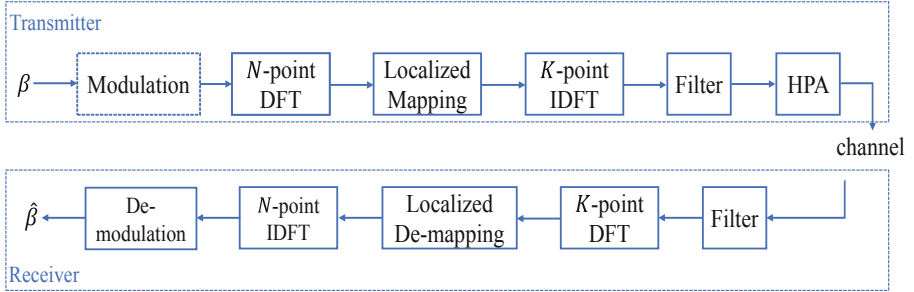 Transmitter
β
Modulation
N-point
DFT
Localized
Mapping
K-point
IDFT
Filter
HPA
channel
β̂
De-
modulation
N-point
IDFT
Localized
De-mapping
K-point
DFT
Filter
Receiver